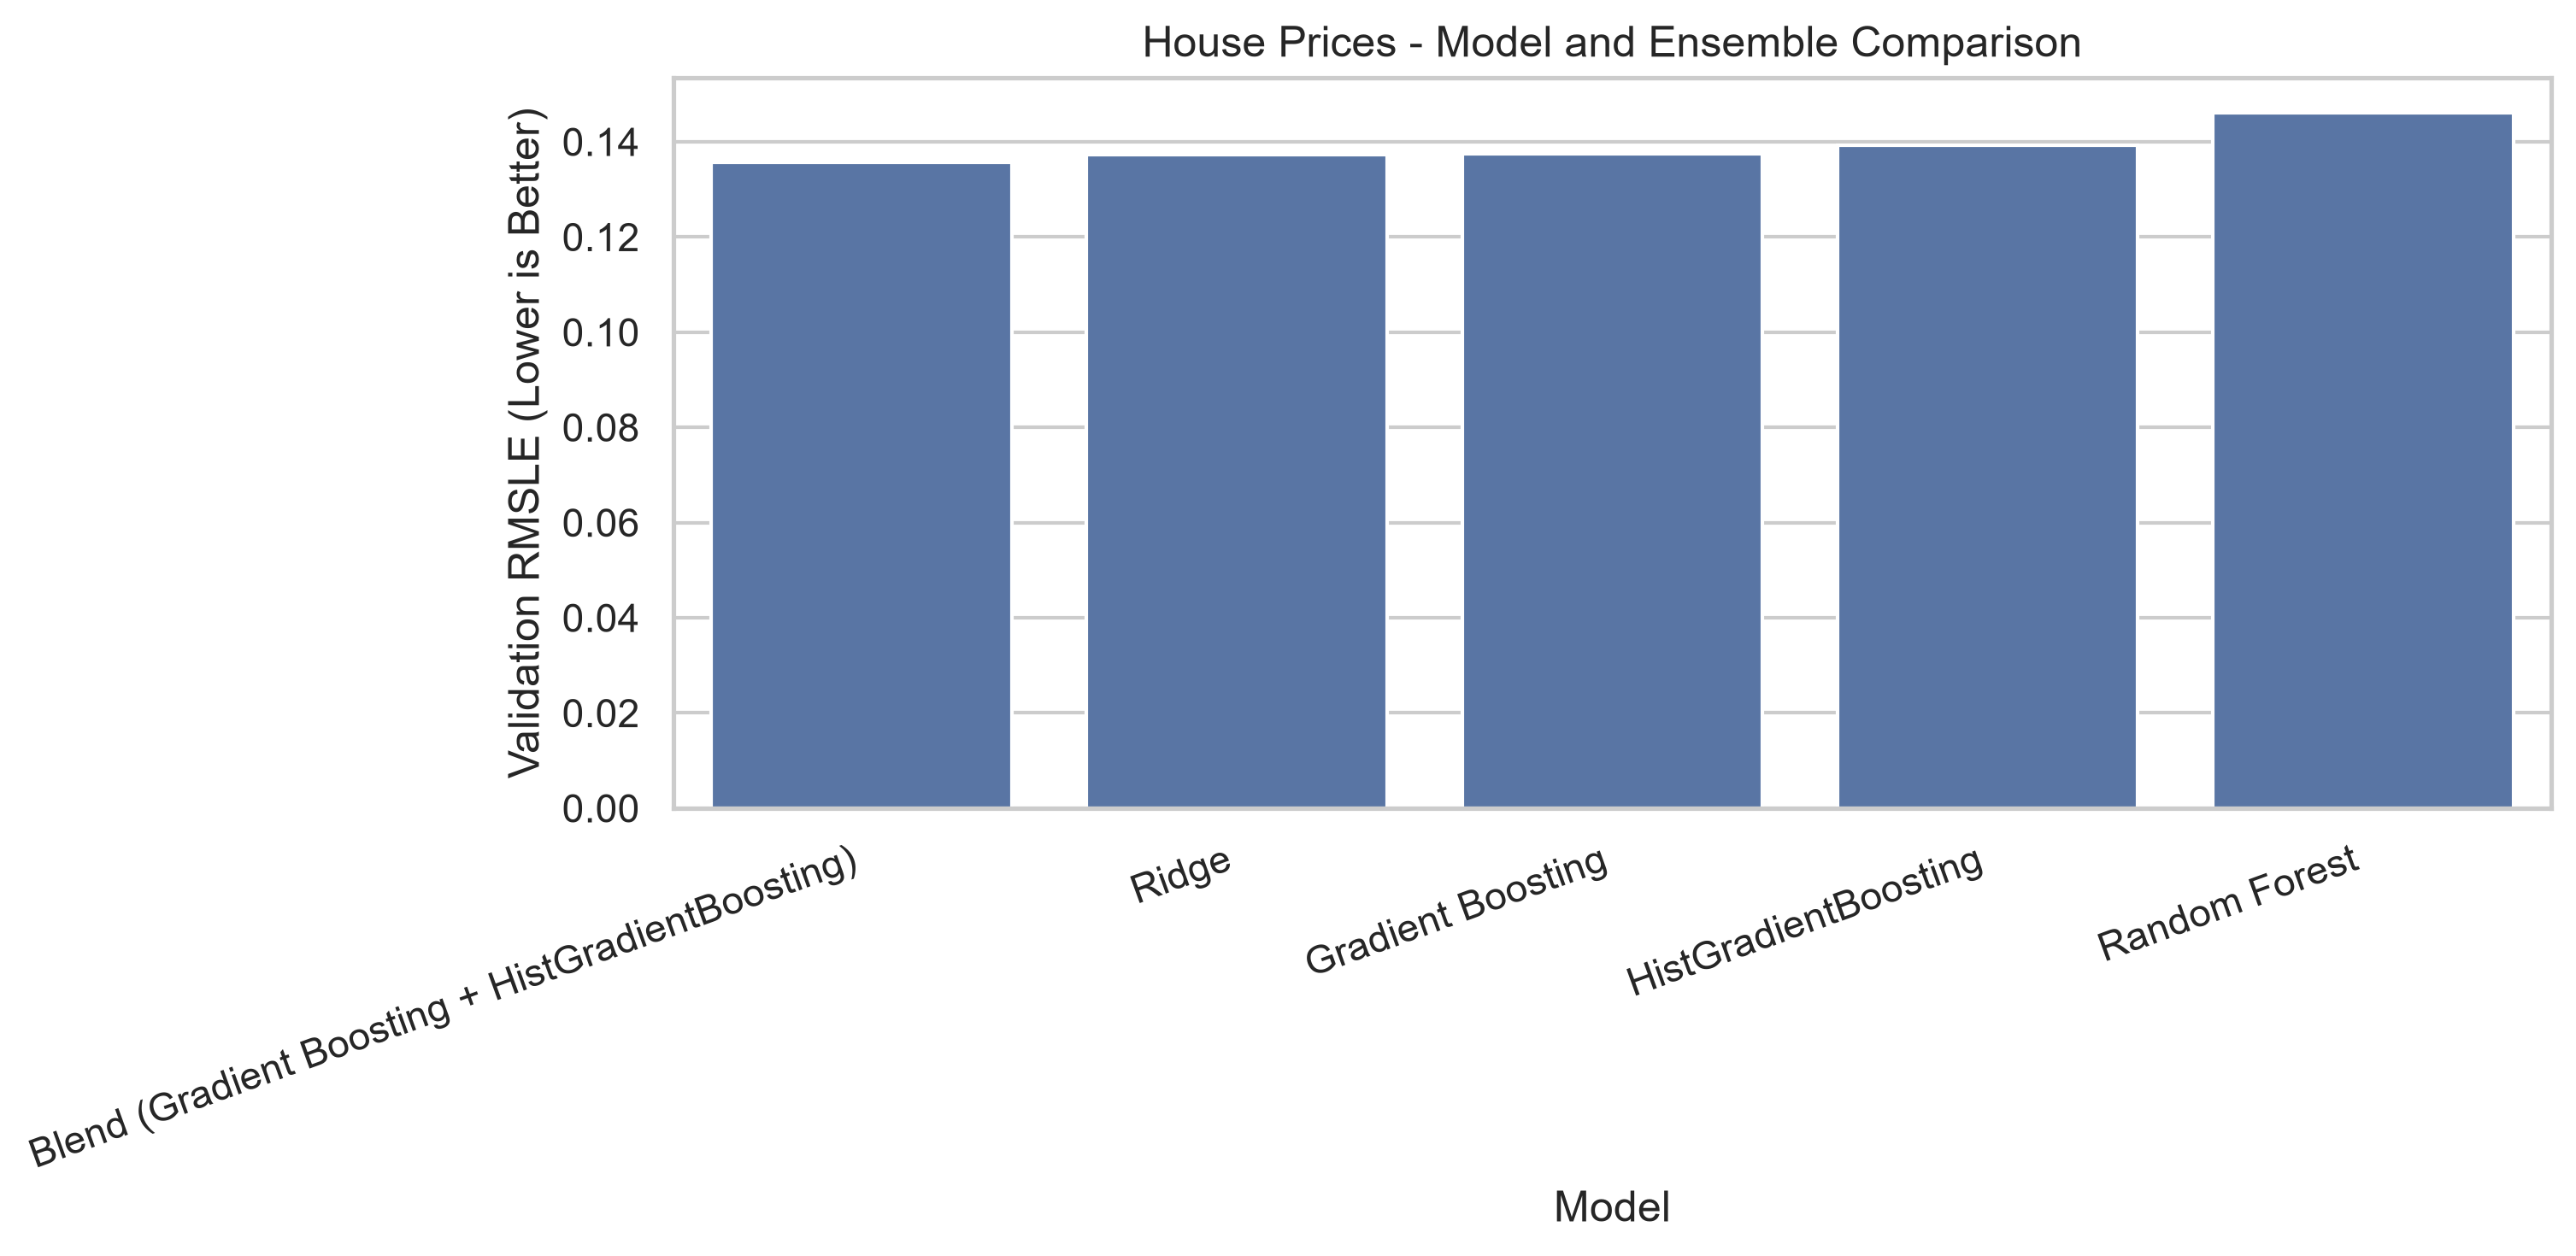 House Prices - Model and Ensemble Comparison
Validation RMSLE (Lower is Better)
0.14
0.12
0.10
0.08
0.06
0.04
0.02
0.00
Blend (Gradient Boosting + HistGradientBoosting)
Ridge
Gradient Boosting
HistGradientBoosting
Random Forest
Model